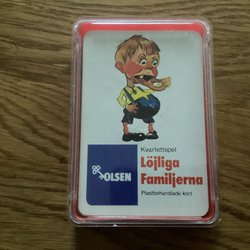 Kvartettspel
Löjliga
Familjerna
Plastbehandlade kort
OLSEN